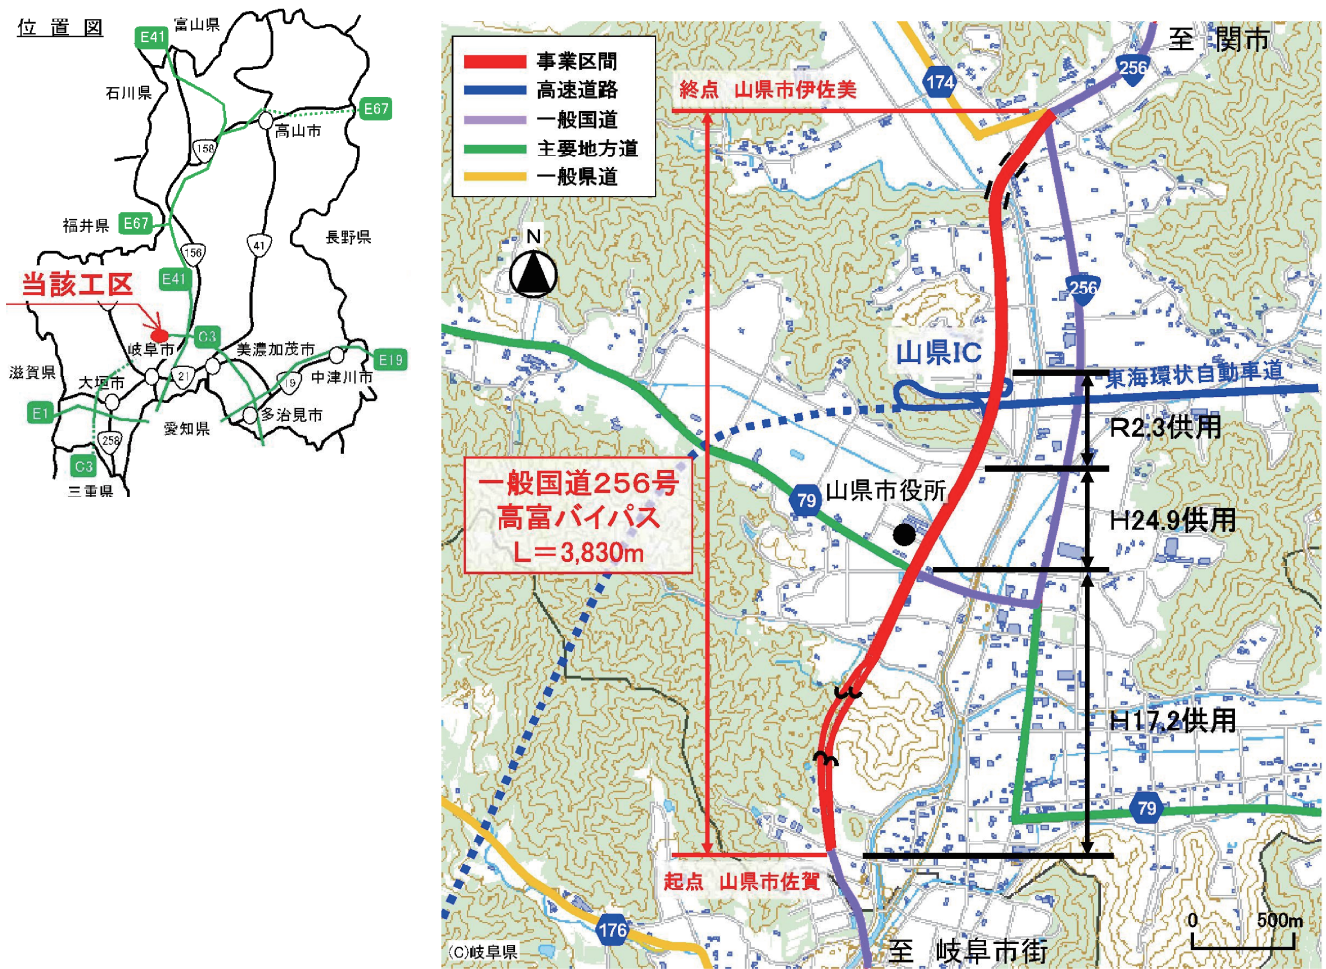 位置図
富山県
E41
石川県
E67
高山市
158
福井県
E67
長野県
156
41
E41
当該工区
C3
岐阜市
美濃加茂市
E19
滋賀県
大垣市
21
19
中津川市
E1
愛知県
多治見市
258
C3
三重県
事業区間
高速道路
一般国道
主要地方道
一般県道
至 関市
174
256
終点 山県市伊佐美
N
256
山県IC
東海環状自動車道
R2.3供用
一般国道256号
高富バイパス
L=3,830m
79
山県市役所
H24.9供用
H17.2供用
79
起点 山県市佐賀
176
(C)岐阜県
至 岐阜市街
0 500m